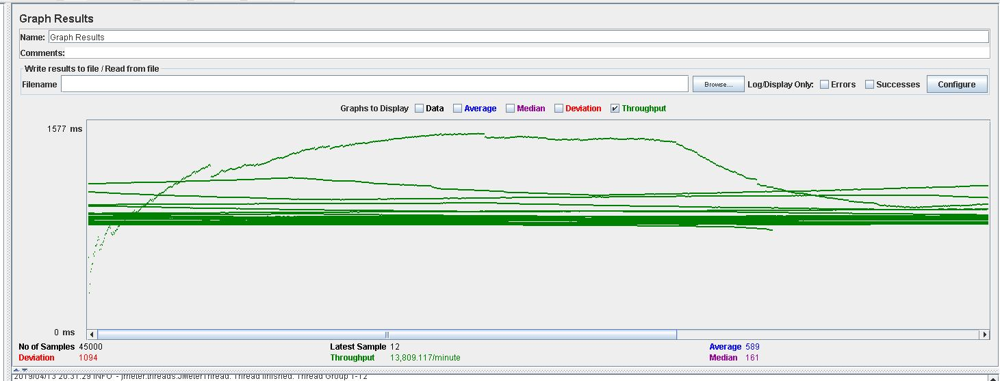 Graph Results
Name: Graph Results
Comments:
Write results to file / Read from file
Filename Browse... Log/Display Only: Errors Successes Configure
Graphs to Display Data Average Median Deviation Throughput
1577 ms
0 ms
No of Samples 45000 Latest Sample 12 Average 589
Deviation 1094 Throughput 13,809.117/minute Median 161
2019/04/13 20:31:29 INFO - jmeter.threads.JMeterThread: Thread finished: Thread Group 1-12